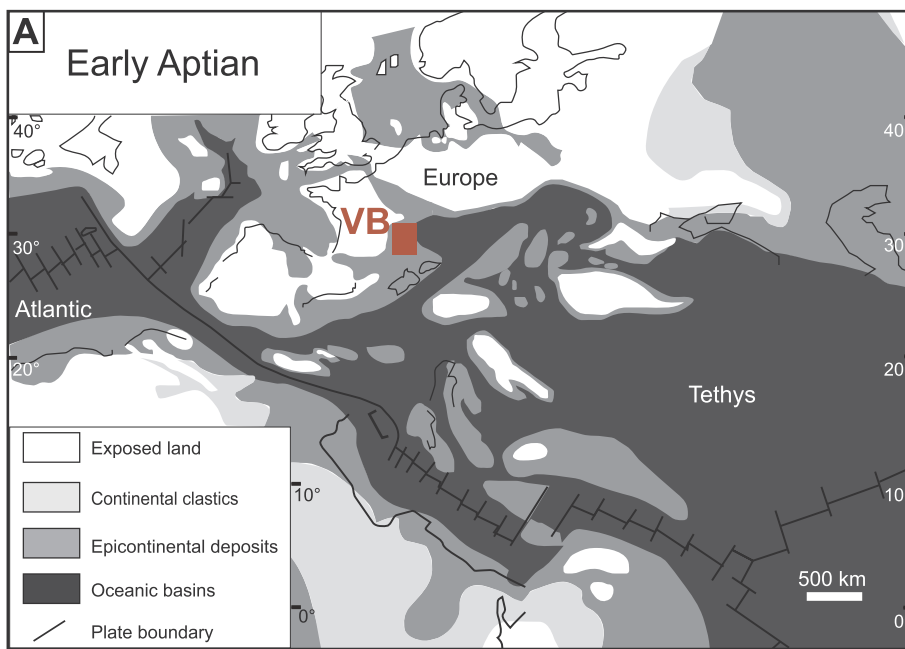 A
Early Aptian
40°
40
Europe
VB
30°
30
Atlantic
20°
20
Tethys
Exposed land
Continental clastics
Epicontinental deposits
Oceanic basins
Plate boundary
10°
10
500 km
0°
0